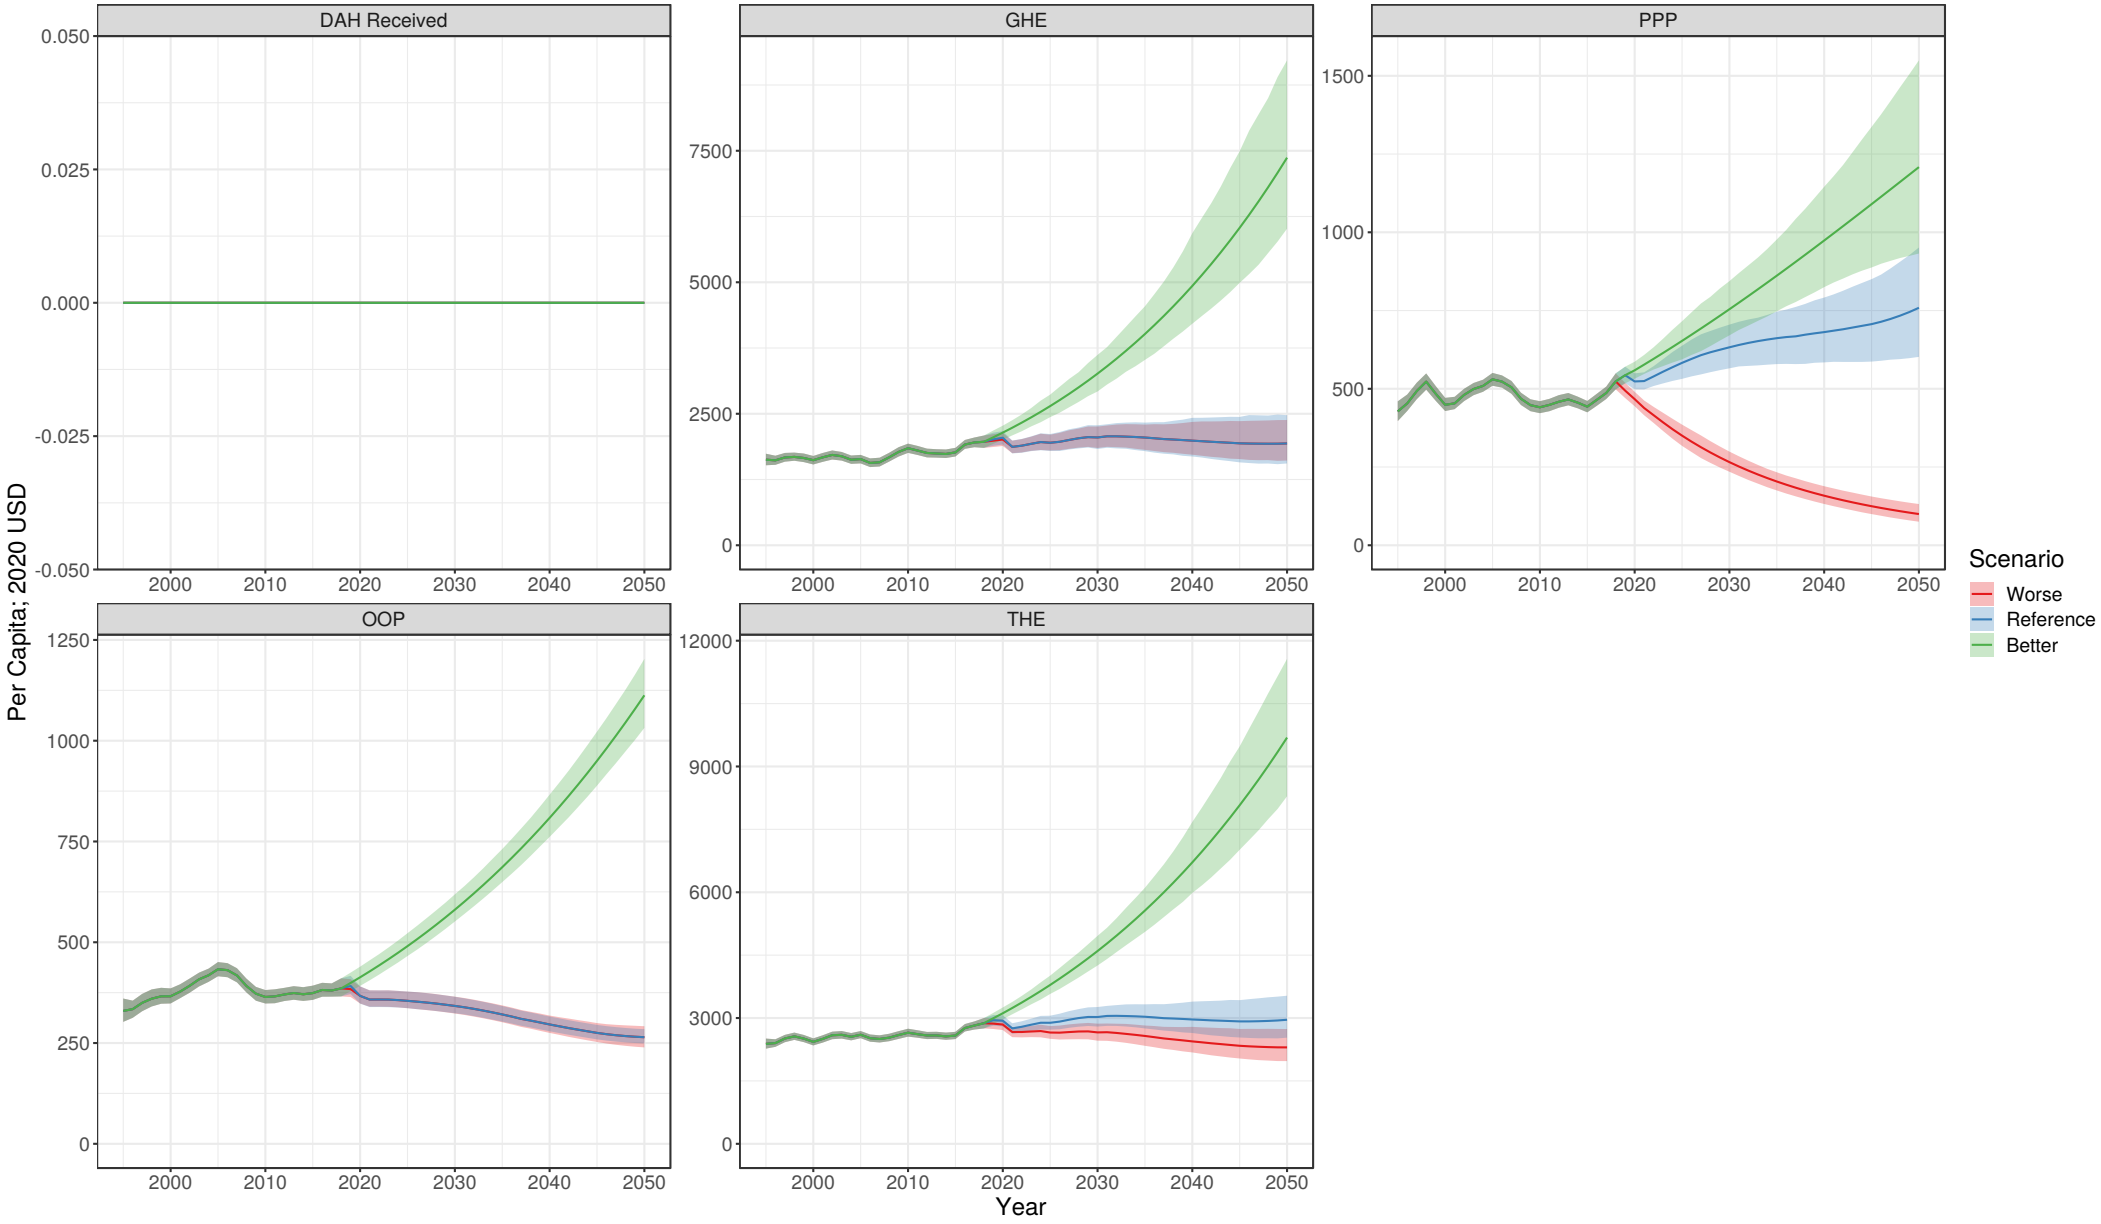 DAH Received
GHE
PPP
0.050
0.025
0.000
-0.025
-0.050
2000 2010 2020 2030 2040 2050
7500
5000
2500
0
2000 2010 2020 2030 2040 2050
1500
1000
500
0
2000 2010 2020 2030 2040 2050
OOP
THE
1250
1000
750
500
250
0
2000 2010 2020 2030 2040 2050
12000
9000
6000
3000
0
2000 2010 2020 2030 2040 2050
Per Capita; 2020 USD
Year
Scenario
Worse
Reference
Better